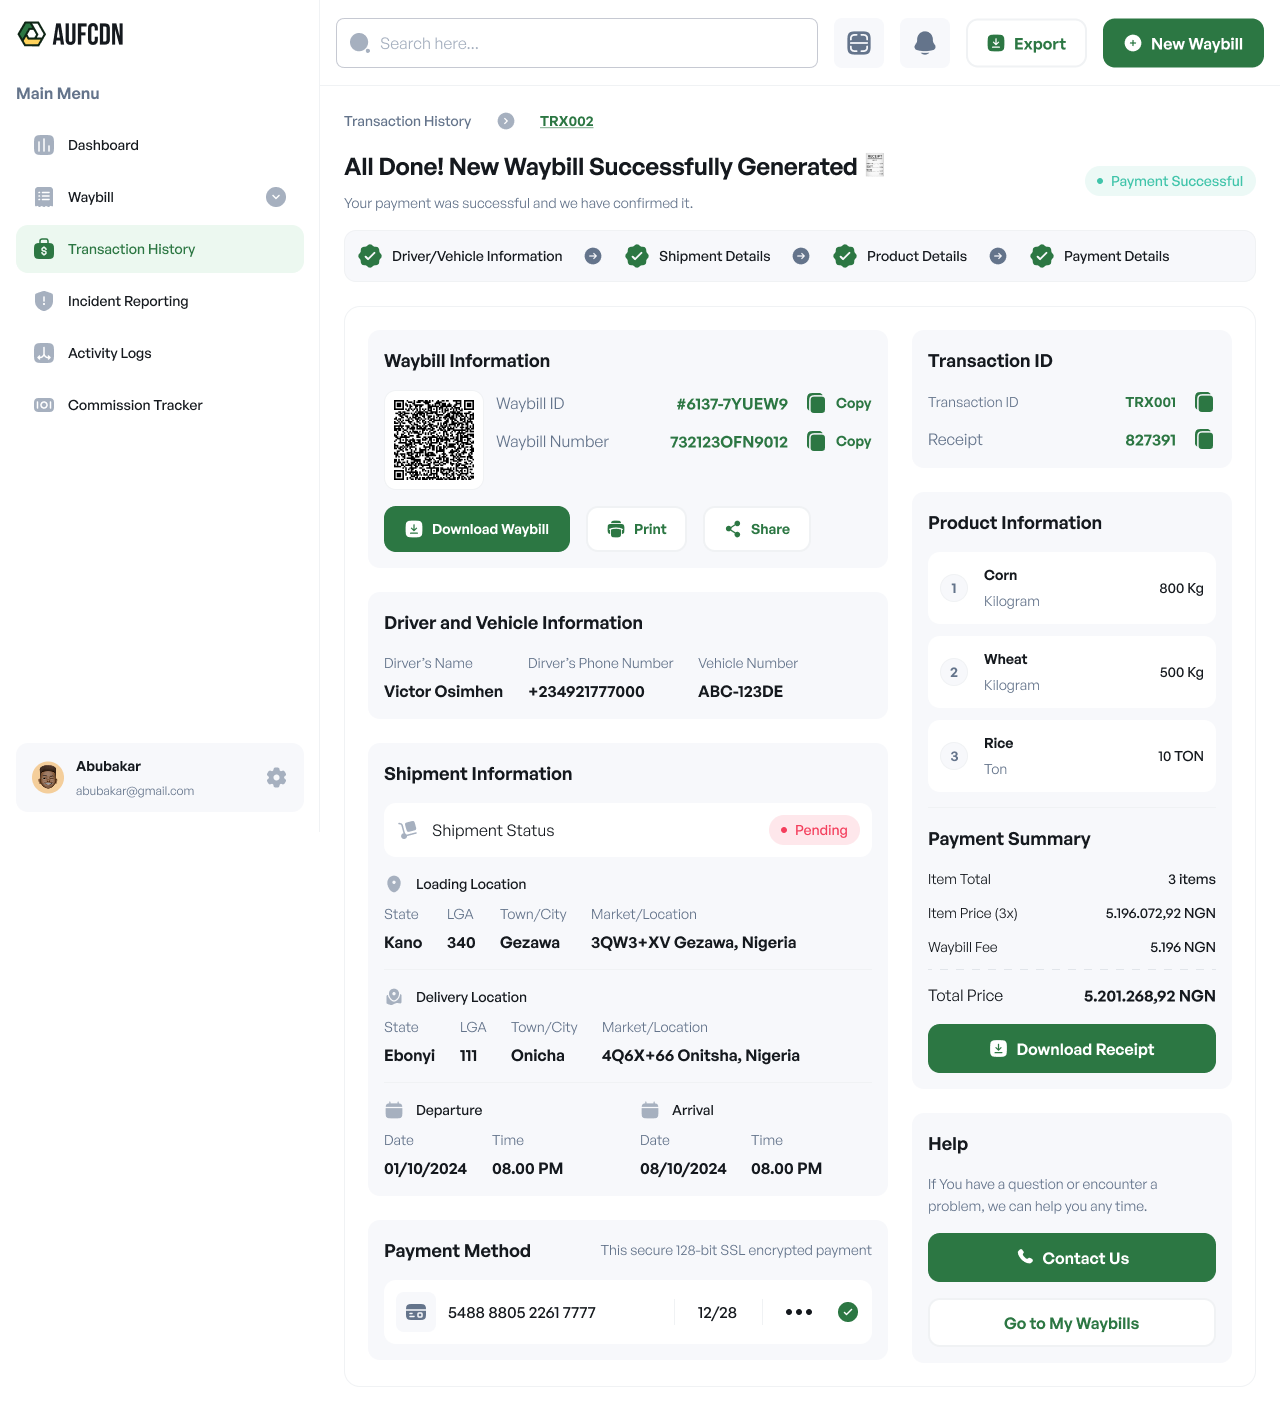 AUFCDN
Search here...
Export
New Waybill
Main Menu
Dashboard
Waybill
Transaction History
Incident Reporting
Activity Logs
Commission Tracker
Abubakar
abubakar@gmail.com
Transaction History
TRX002
All Done! New Waybill Successfully Generated
Your payment was successful and we have confirmed it.
Payment Successful
Driver/Vehicle Information
Shipment Details
Product Details
Payment Details
Waybill Information
Waybill ID #6137-7YUEW9 Copy
Waybill Number 732123OFN9012 Copy
Download Waybill
Print
Share
Driver and Vehicle Information
Dirver's Name Dirver's Phone Number Vehicle Number
Victor Osimhen +234921777000 ABC-123DE
Shipment Information
Shipment Status Pending
Loading Location
State LGA Town/City Market/Location
Kano 340 Gezawa 3QW3+XV Gezawa, Nigeria
Delivery Location
State LGA Town/City Market/Location
Ebonyi 111 Onicha 4Q6X+66 Onitsha, Nigeria
Departure Arrival
Date Time Date Time
01/10/2024 08.00 PM 08/10/2024 08.00 PM
Payment Method This secure 128-bit SSL encrypted payment
5488 8805 2261 7777 12/28
Transaction ID
Transaction ID TRX001
Receipt 827391
Product Information
1 Corn 800 Kg
Kilogram
2 Wheat 500 Kg
Kilogram
3 Rice 10 TON
Ton
Payment Summary
Item Total 3 items
Item Price (3x) 5.196.072,92 NGN
Waybill Fee 5.196 NGN
Total Price 5.201.268,92 NGN
Download Receipt
Help
If You have a question or encounter a
problem, we can help you any time.
Contact Us
Go to My Waybills